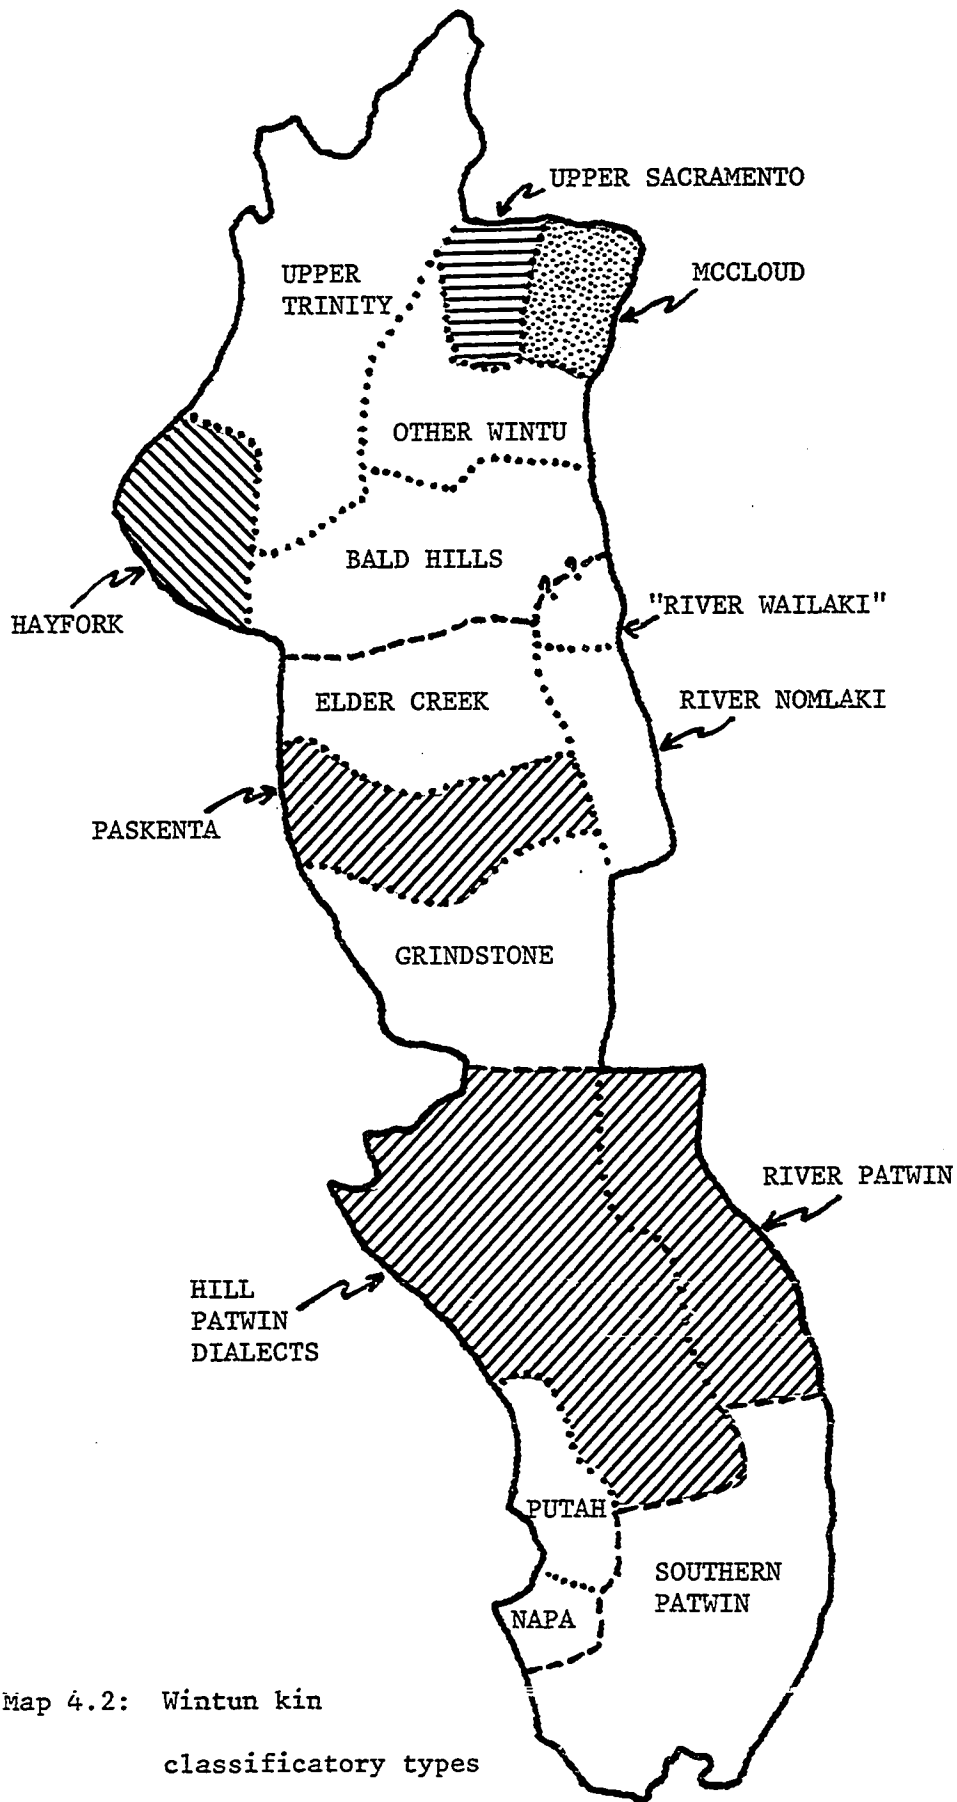 UPPER SACRAMENTO
UPPER
TRINITY
MCCLOUD
OTHER WINTU
BALD HILLS
HAYFORK
"RIVER WAILAKI"
ELDER CREEK
RIVER NOMLAKI
PASKENTA
GRINDSTONE
RIVER PATWIN
HILL
PATWIN
DIALECTS
PUTAH
SOUTHERN
PATWIN
NAPA
Map 4.2: Wintun kin
classificatory types